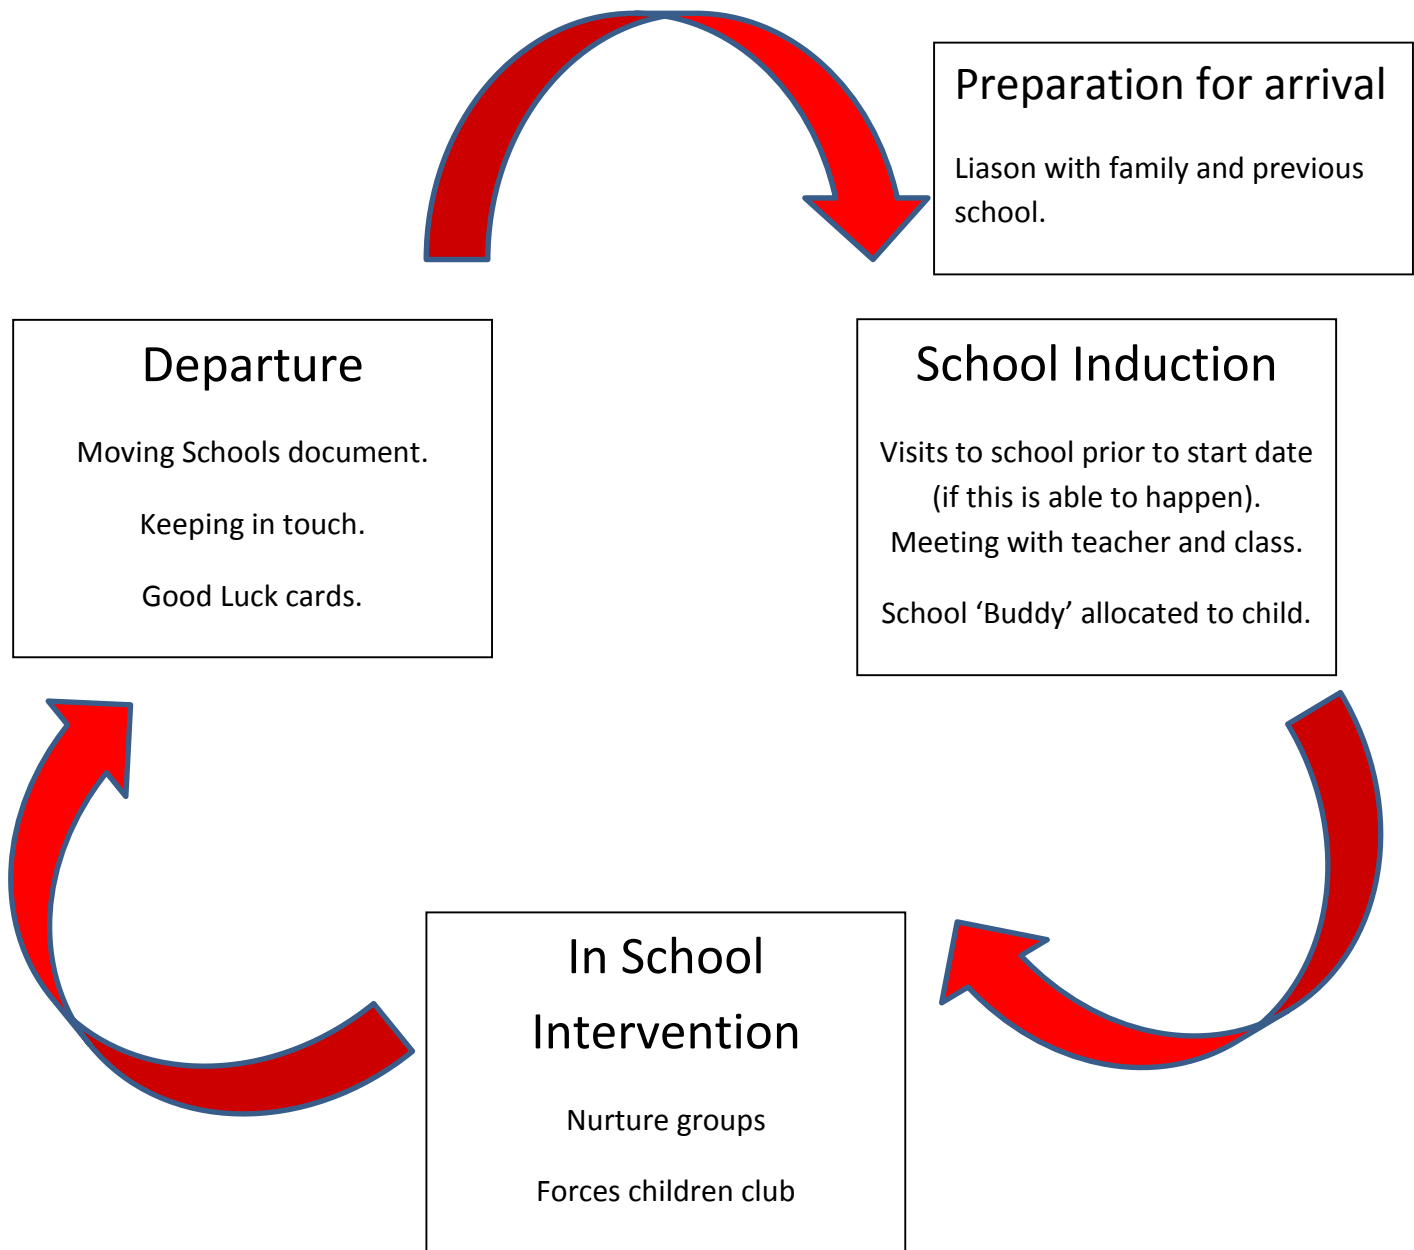 Preparation for arrival
Liason with family and previous
school.
Departure
Moving Schools document.
Keeping in touch.
Good Luck cards.
School Induction
Visits to school prior to start date
(if this is able to happen).
Meeting with teacher and class.
School ‘Buddy’ allocated to child.
In School
Intervention
Nurture groups
Forces children club